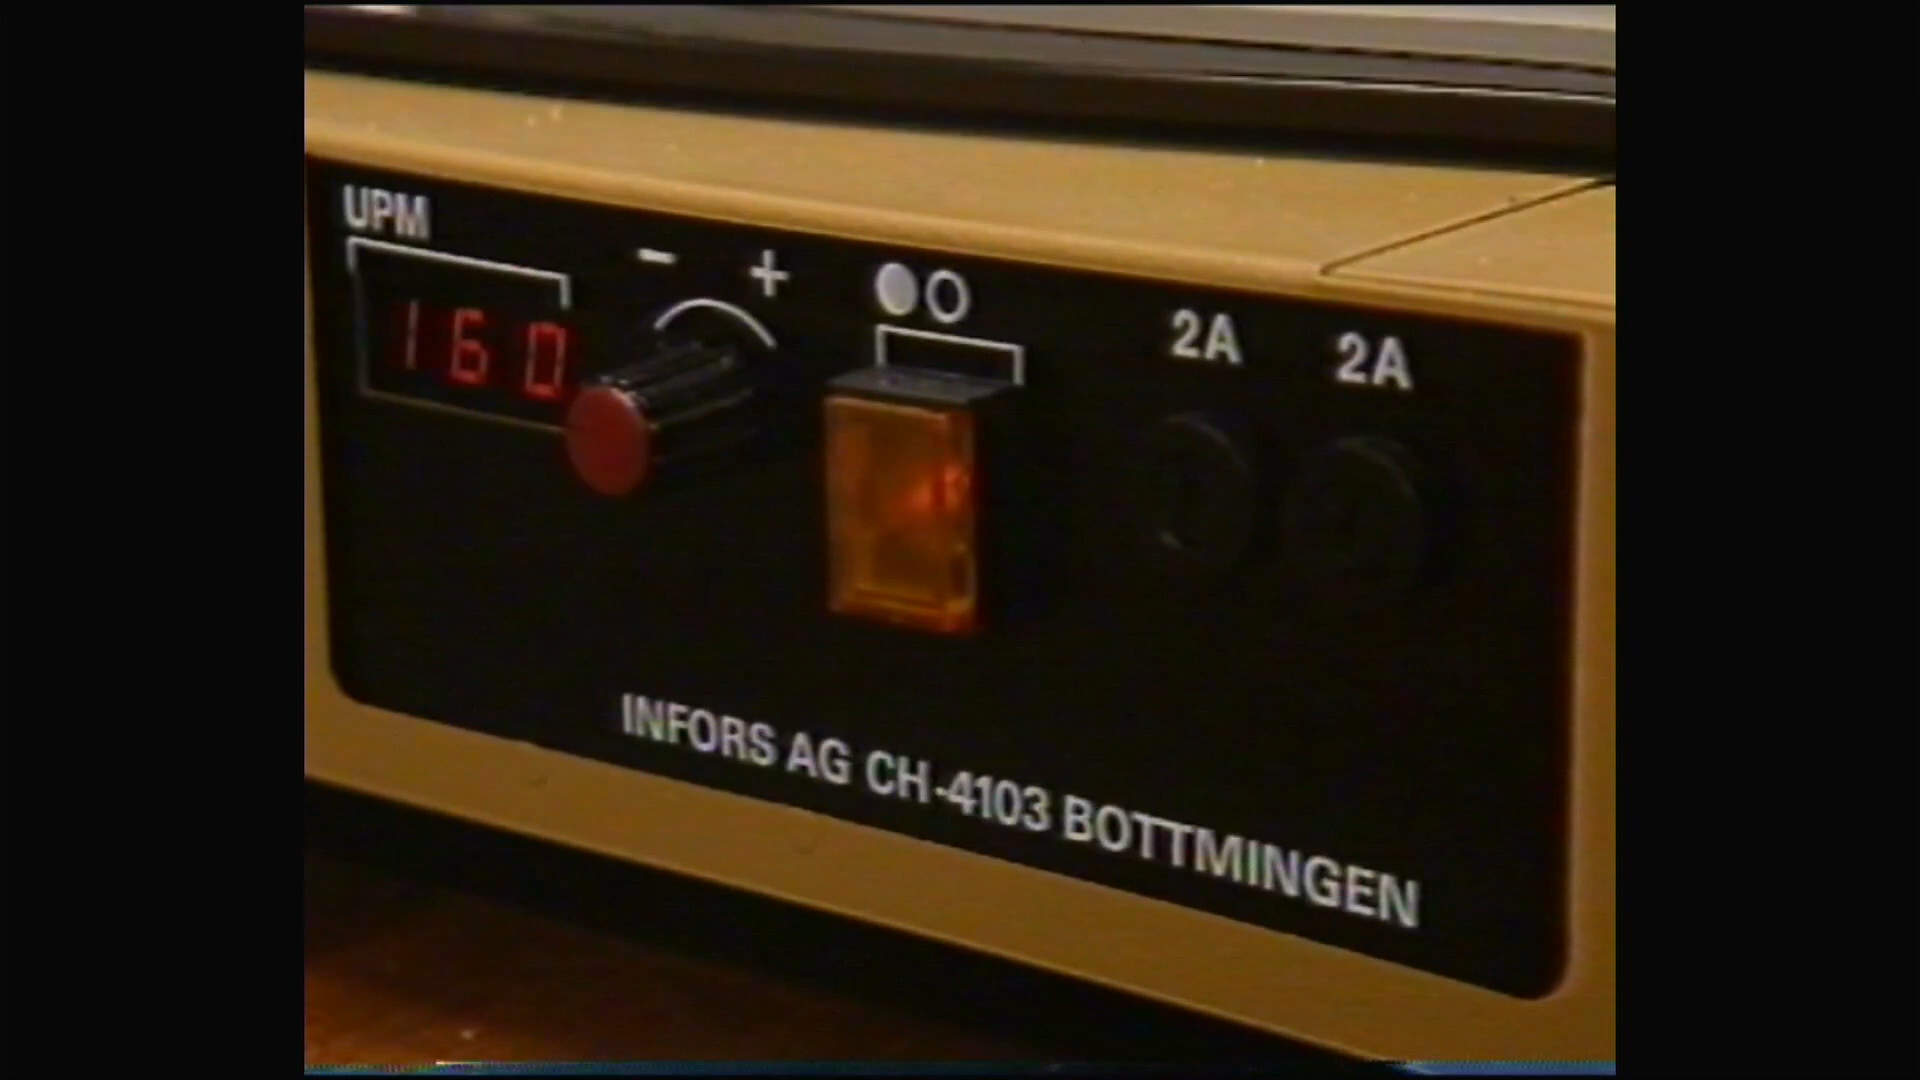 UPM
- +
160
2A 2A
INFORS AG CH-4103 BOTTMINGEN